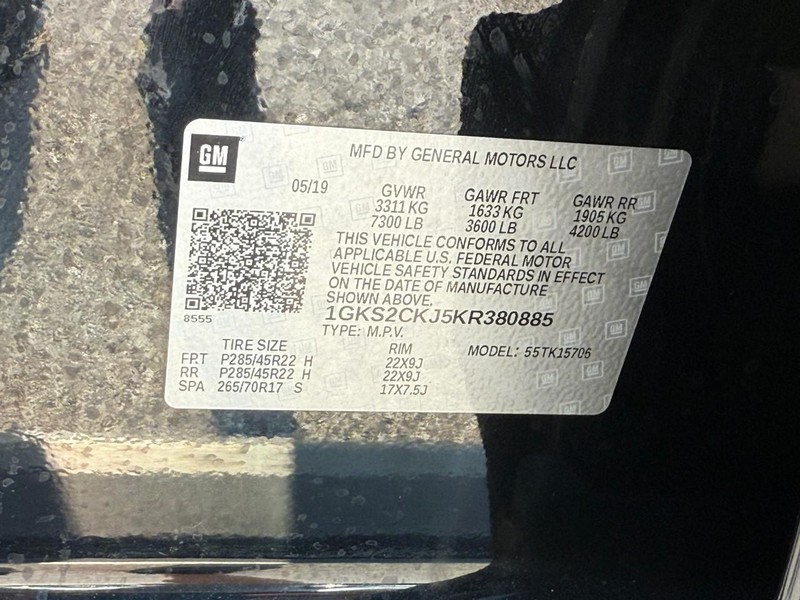 GM
MFD BY GENERAL MOTORS LLC
05/19
GVWR GAWR FRT GAWR RR
3311 KG 1633 KG 1905 KG
7300 LB 3600 LB 4200 LB
THIS VEHICLE CONFORMS TO ALL
APPLICABLE U.S. FEDERAL MOTOR
VEHICLE SAFETY STANDARDS IN EFFECT
ON THE DATE OF MANUFACTURE
SHOWN ABOVE.
8555
1GKS2CKJ5KR380885
TYPE: M.P.V.
TIRE SIZE RIM MODEL: 55TK15706
FRT P285/45R22 H 22X9J
RR P285/45R22 H 22X9J
SPA 265/70R17 S 17X7.5J